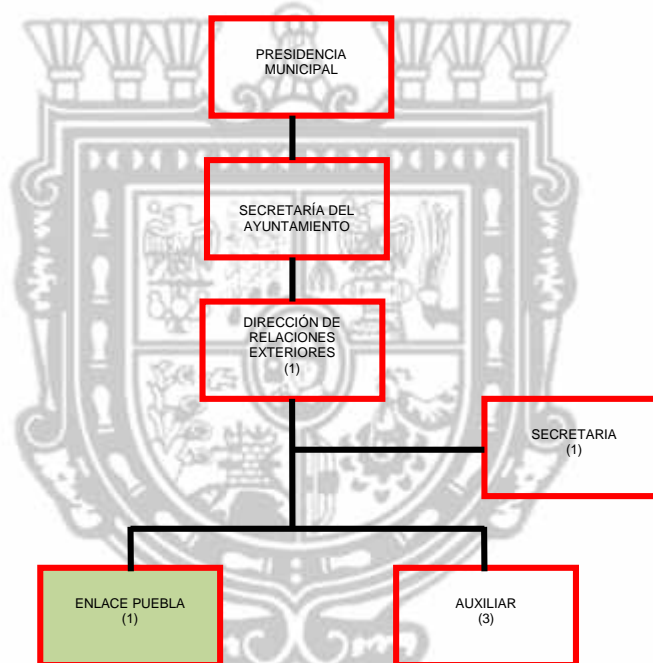 PRESIDENCIA
MUNICIPAL
SECRETARÍA DEL
AYUNTAMIENTO
DIRECCIÓN DE
RELACIONES
EXTERIORES
(1)
SECRETARIA
(1)
ENLACE PUEBLA
(1)
AUXILIAR
(3)